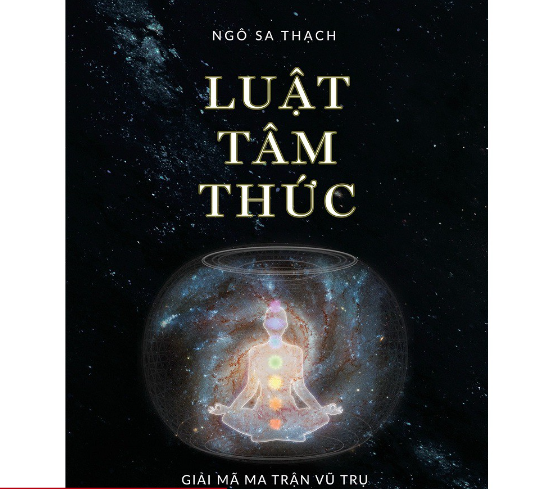 NGÔ SA THẠCH
LUẬT
TÂM
THỨC
GIẢI MÃ MA TRẬN VŨ TRỤ